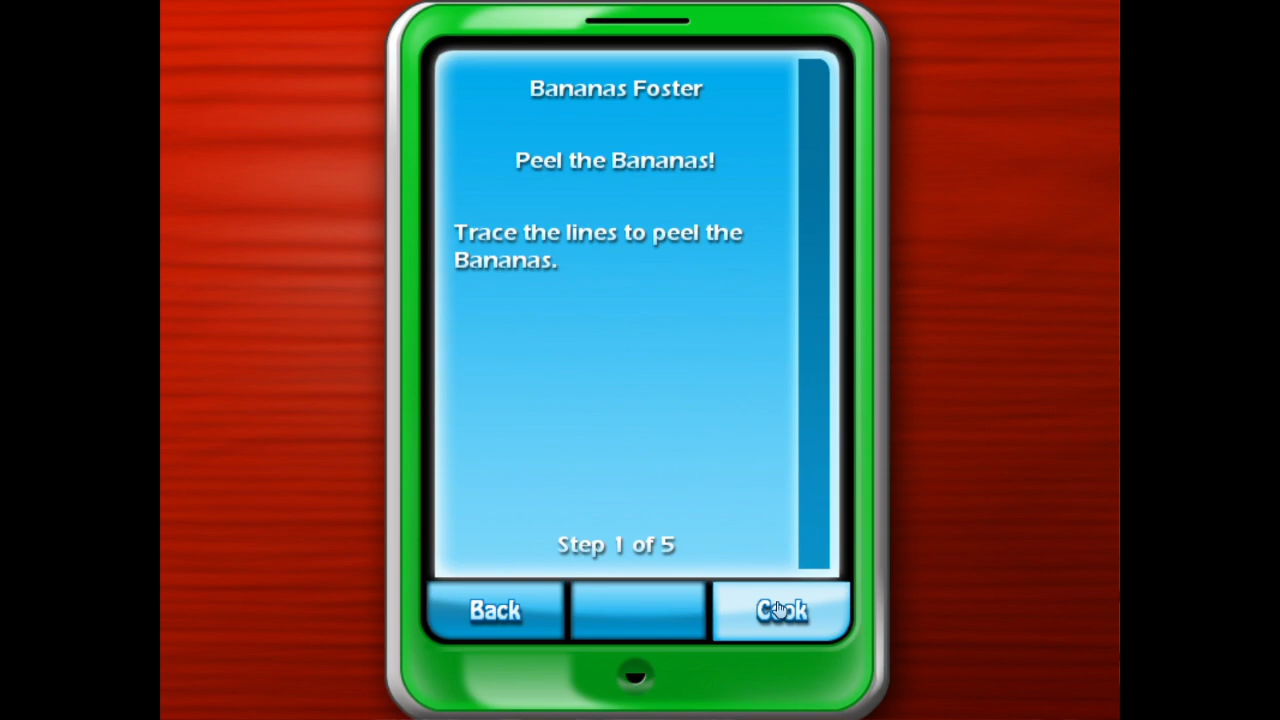 Bananas Foster
Peel the Bananas!
Trace the lines to peel the
Bananas.
Step 1 of 5
Back
Cook